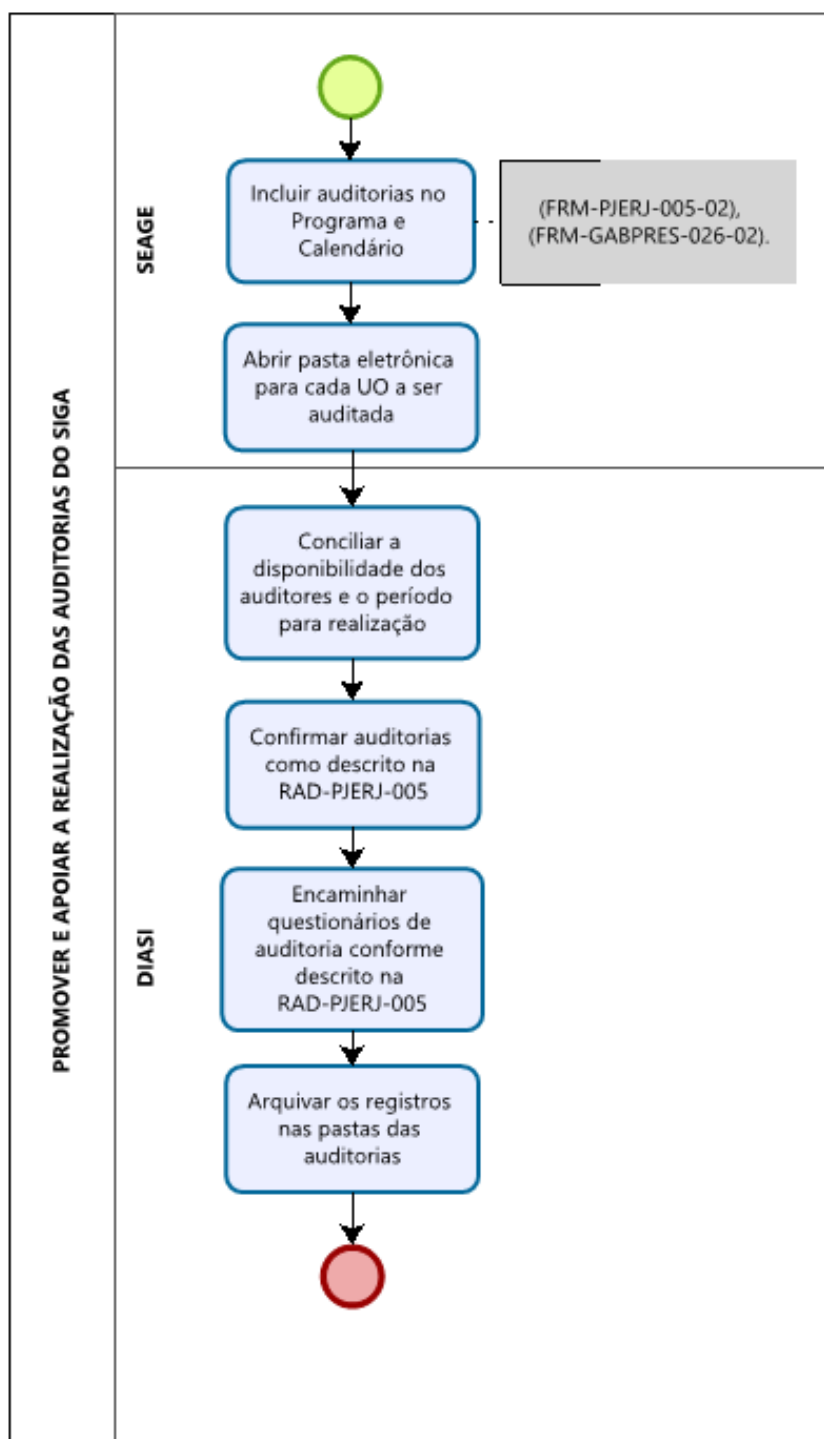 PROMOVER E APOIAR A REALIZAÇÃO DAS AUDITORIAS DO SIGA
SEAGE
Incluir auditorias no
Programa e
Calendário
(FRM-PJERJ-005-02),
(FRM-GABPRES-026-02).
Abrir pasta eletrônica
para cada UO a ser
auditada
DIASI
Conciliar a
disponibilidade dos
auditores e o período
para realização
Confirmar auditorias
como descrito na
RAD-PJERJ-005
Encaminhar
questionários de
auditoria conforme
descrito na
RAD-PJERJ-005
Arquivar os registros
nas pastas das
auditorias